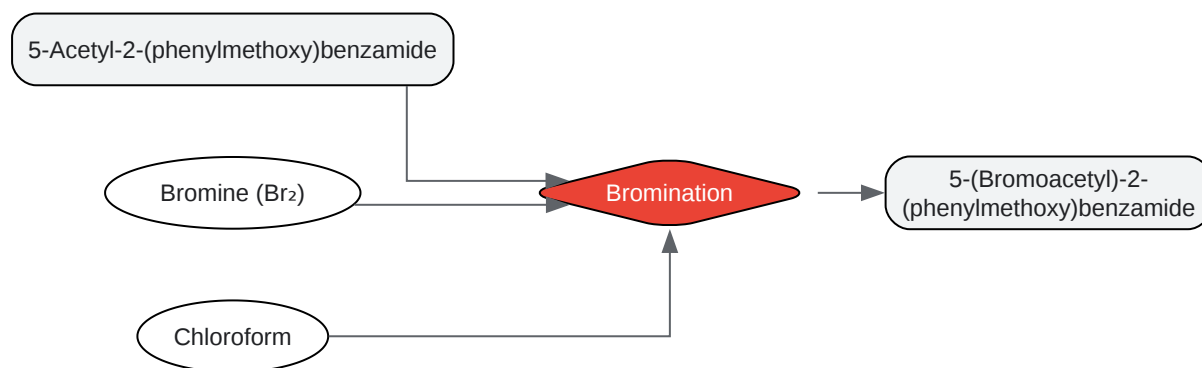 5-Acetyl-2-(phenylmethoxy)benzamide
Bromine (Br₂)
Bromination
5-(Bromoacetyl)-2-
(phenylmethoxy)benzamide
Chloroform